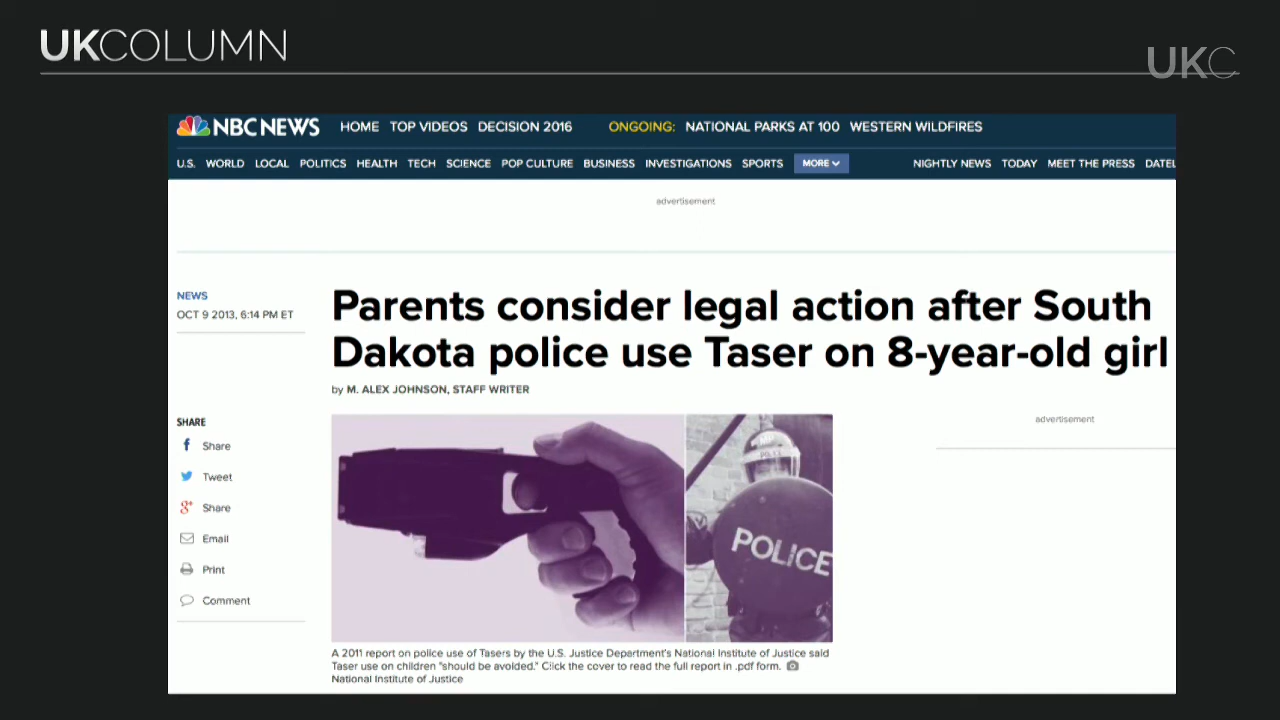 UKCOLUMN
UKC
NBC NEWS HOME TOP VIDEOS DECISION 2016 ONGOING: NATIONAL PARKS AT 100 WESTERN WILDFIRES
U.S. WORLD LOCAL POLITICS HEALTH TECH SCIENCE POP CULTURE BUSINESS INVESTIGATIONS SPORTS MORE NIGHTLY NEWS TODAY MEET THE PRESS DATEL
advertisement
NEWS
OCT 9 2013, 6:14 PM ET
Parents consider legal action after South
Dakota police use Taser on 8-year-old girl
by M. ALEX JOHNSON, STAFF WRITER
SHARE
Share
Tweet
Share
Email
Print
Comment
advertisement
MP
POLICE
POLICE
A 2011 report on police use of Tasers by the U.S. Justice Department's National Institute of Justice said
Taser use on children "should be avoided." Click the cover to read the full report in .pdf form.
National Institute of Justice